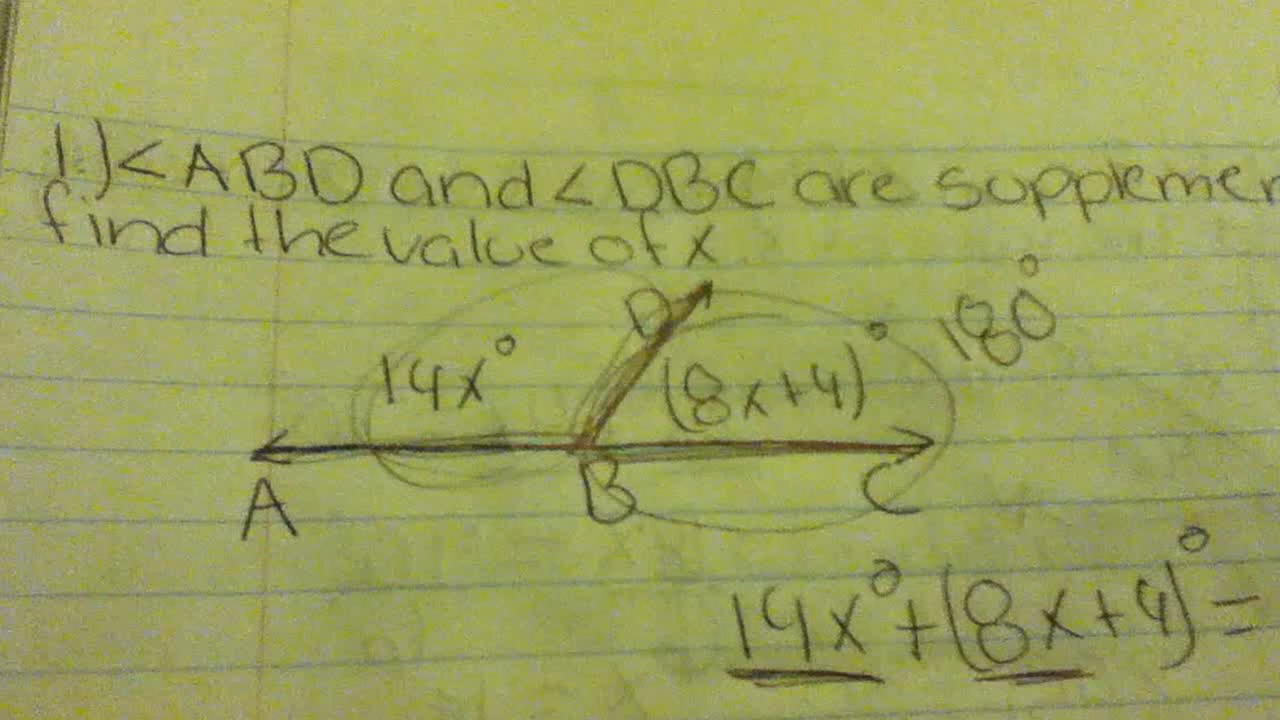 1.) <ABD and <DBC are supplemen
find the value of x
D 180°
14x° (8x+4)°
A B C
14x°+(8x+4)°=